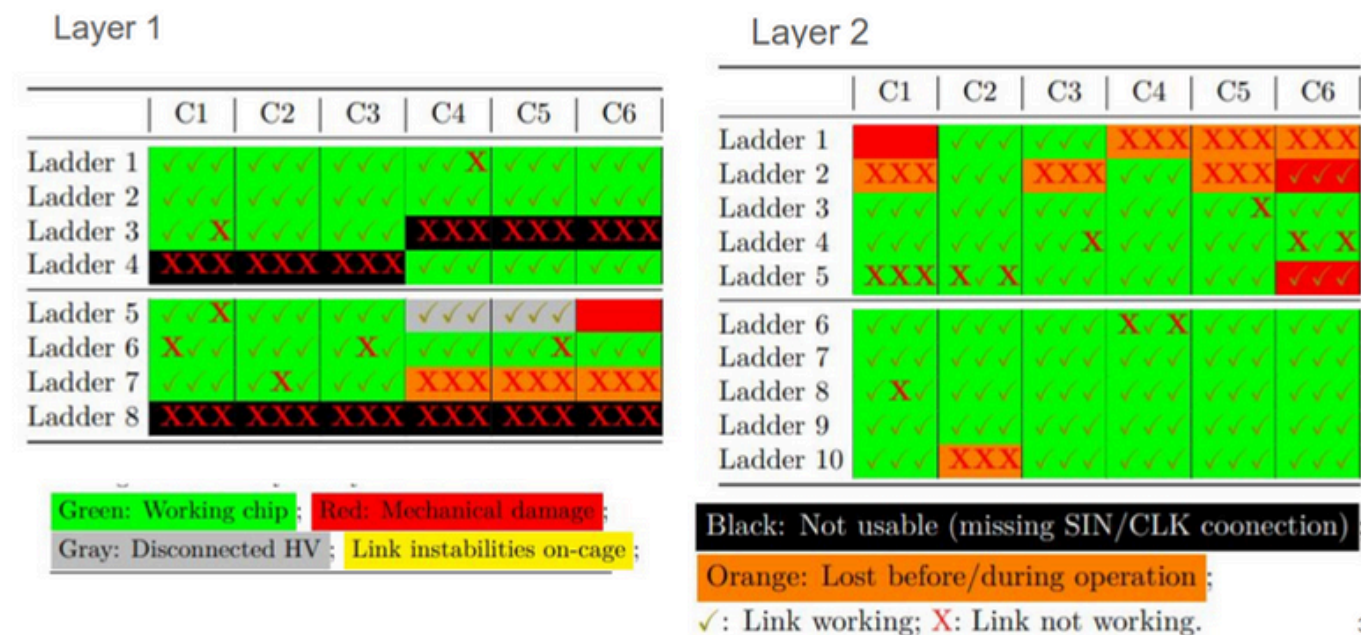 Layer 1
C1 C2 C3 C4 C5 C6
Ladder 1 ✓✓✓ ✓✓✓ ✓✓✓ ✓✓X ✓✓✓ ✓✓✓
Ladder 2 ✓✓✓ ✓✓✓ ✓✓✓ ✓✓✓ ✓✓✓ ✓✓✓
Ladder 3 ✓✓X ✓✓✓ ✓✓✓ XXX XXX XXX
Ladder 4 XXX XXX XXX ✓✓✓ ✓✓✓ ✓✓✓
Ladder 5 ✓✓X ✓✓✓ ✓✓✓ ✓✓✓ ✓✓✓
Ladder 6 X✓✓ ✓✓✓ ✓X✓ ✓✓✓ ✓✓X ✓✓✓
Ladder 7 ✓✓✓ ✓X✓ ✓✓✓ XXX XXX XXX
Ladder 8 XXX XXX XXX XXX XXX XXX
Green: Working chip; Red: Mechanical damage;
Gray: Disconnected HV; Link instabilities on-cage;
Layer 2
C1 C2 C3 C4 C5 C6
Ladder 1 ✓✓✓ ✓✓✓ XXX XXX XXX
Ladder 2 XXX ✓✓✓ XXX ✓✓✓ XXX ✓✓✓
Ladder 3 ✓✓✓ ✓✓✓ ✓✓✓ ✓✓✓ ✓✓X ✓✓✓
Ladder 4 ✓✓✓ ✓✓✓ ✓✓X ✓✓✓ ✓✓✓ X✓X
Ladder 5 XXX X✓X ✓✓✓ ✓✓✓ ✓✓✓ ✓✓✓
Ladder 6 ✓✓✓ ✓✓✓ ✓✓✓ X✓X ✓✓✓ ✓✓✓
Ladder 7 ✓✓✓ ✓✓✓ ✓✓✓ ✓✓✓ ✓✓✓ ✓✓✓
Ladder 8 ✓X✓ ✓✓✓ ✓✓✓ ✓✓✓ ✓✓✓ ✓✓✓
Ladder 9 ✓✓✓ ✓✓✓ ✓✓✓ ✓✓✓ ✓✓✓ ✓✓✓
Ladder 10 ✓✓✓ XXX ✓✓✓ ✓✓✓ ✓✓✓ ✓✓✓
Black: Not usable (missing SIN/CLK coonection);
Orange: Lost before/during operation;
✓: Link working; X: Link not working. ;